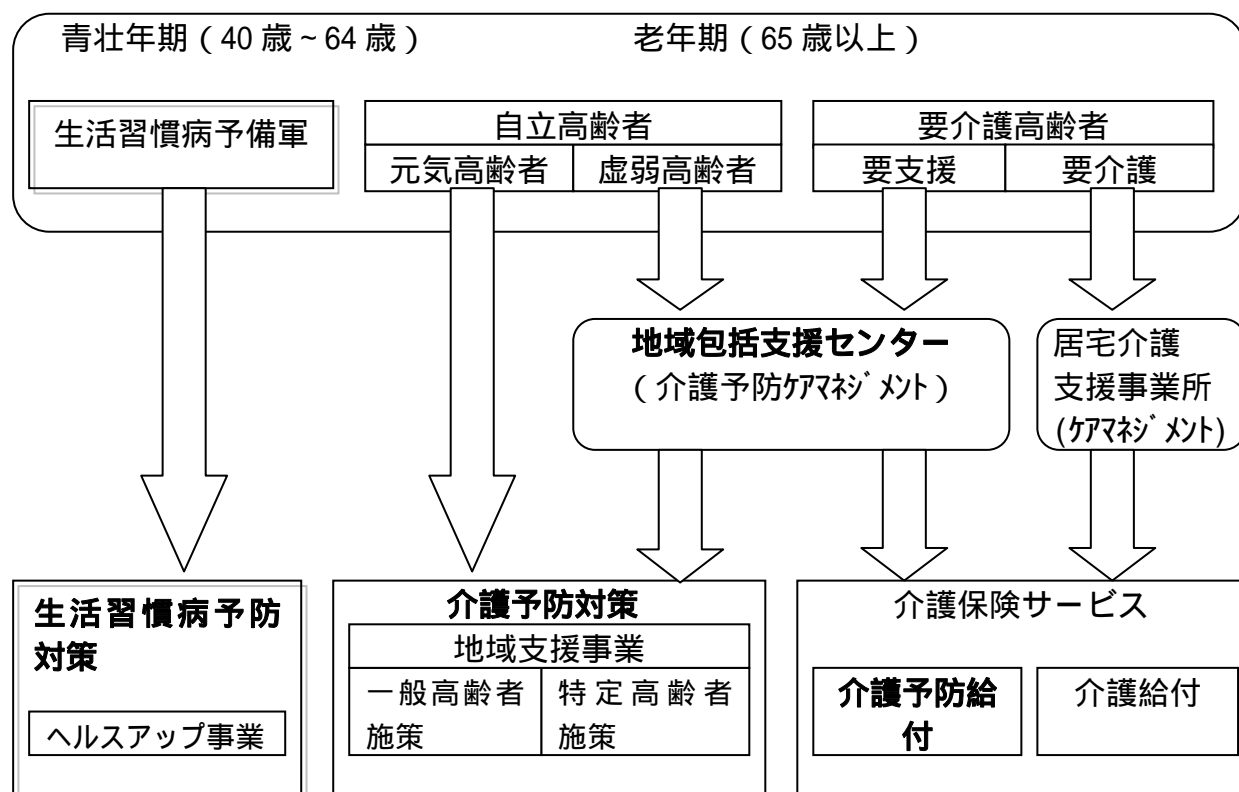 青壮年期（40歳～64歳） 老年期（65歳以上）
生活習慣病予備軍
自立高齢者
元気高齢者 虚弱高齢者
要介護高齢者
要支援 要介護
地域包括支援センター
（介護予防ｹｱﾏﾈｼﾞﾒﾝﾄ）
居宅介護
支援事業所
(ｹｱﾏﾈｼﾞﾒﾝﾄ)
生活習慣病予防
対策
ヘルスアップ事業
介護予防対策
地域支援事業
一般高齢者
施策
特定高齢者
施策
介護保険サービス
介護予防給
付
介護給付